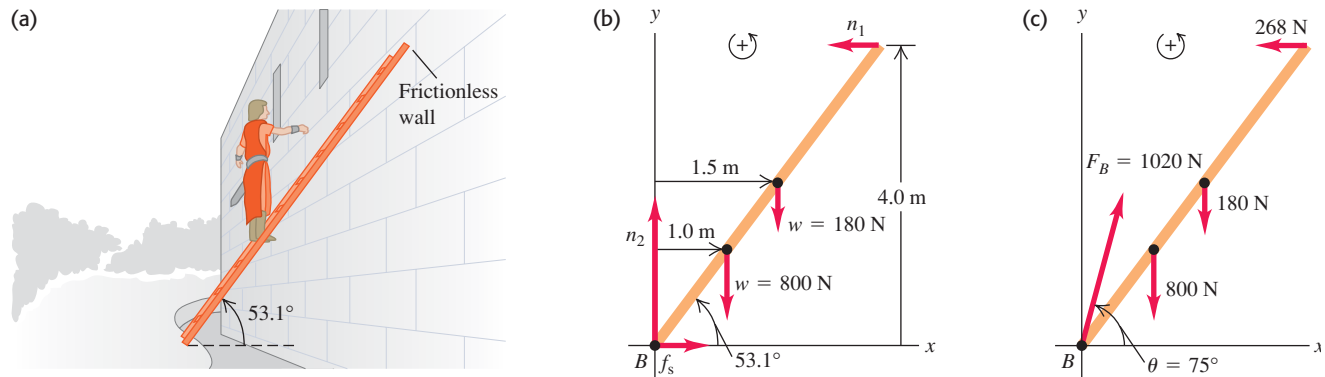 (a)
Frictionless
wall
53.1°
(b)
y
+
n₁
1.5 m
4.0 m
n₂
1.0 m
w = 180 N
w = 800 N
B
fₛ
53.1°
x
(c)
y
+
268 N
F_B = 1020 N
180 N
800 N
B
θ = 75°
x